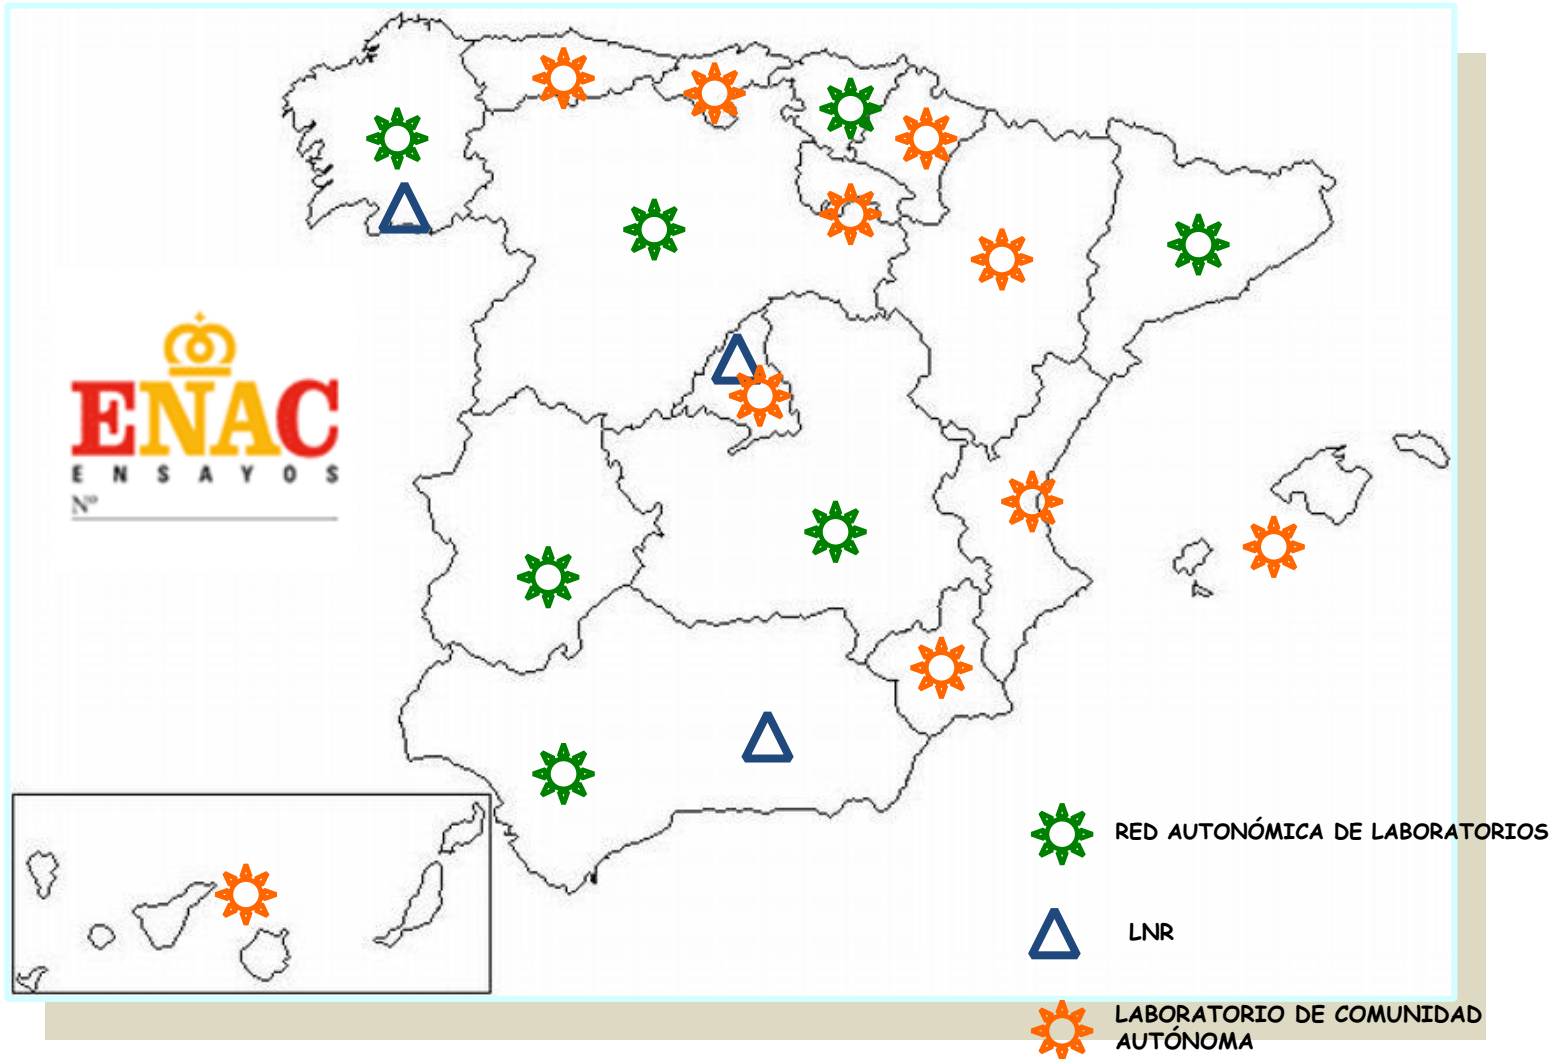 ENAC
ENSAYOS
Nº
RED AUTONÓMICA DE LABORATORIOS
LNR
LABORATORIO DE COMUNIDAD
AUTÓNOMA